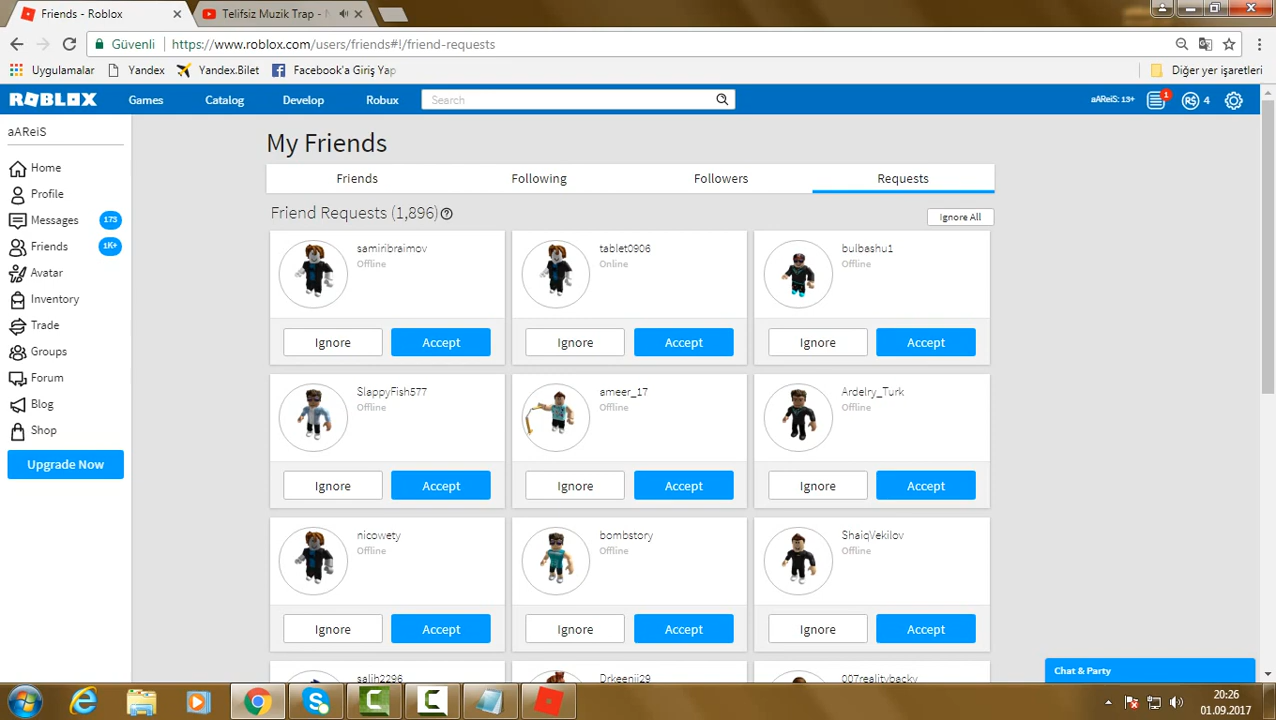 Friends - Roblox
Telifsiz Muzik Trap - N
Güvenli
https://www.roblox.com/users/friends#!/friend-requests
Uygulamalar
Yandex
Yandex.Bilet
Facebook'a Giriş Yap
Diğer yer işaretleri
ROBLOX
Games
Catalog
Develop
Robux
Search
aAReiS: 13+
1
R$
4
aAReiS
Home
Profile
Messages
173
Friends
1K+
Avatar
Inventory
Trade
Groups
Forum
Blog
Shop
Upgrade Now
My Friends
Friends
Following
Followers
Requests
Friend Requests (1,896)
Ignore All
samiribraimov
Offline
Ignore
Accept
tablet0906
Online
Ignore
Accept
bulbashu1
Offline
Ignore
Accept
SlappyFish577
Offline
Ignore
Accept
ameer_17
Offline
Ignore
Accept
Ardelry_Turk
Offline
Ignore
Accept
nicowety
Offline
Ignore
Accept
bombstory
Offline
Ignore
Accept
ShaiqVekilov
Offline
Ignore
Accept
salih2296
Drkeenji29
007realitybacky
Chat & Party
20:26
01.09.2017